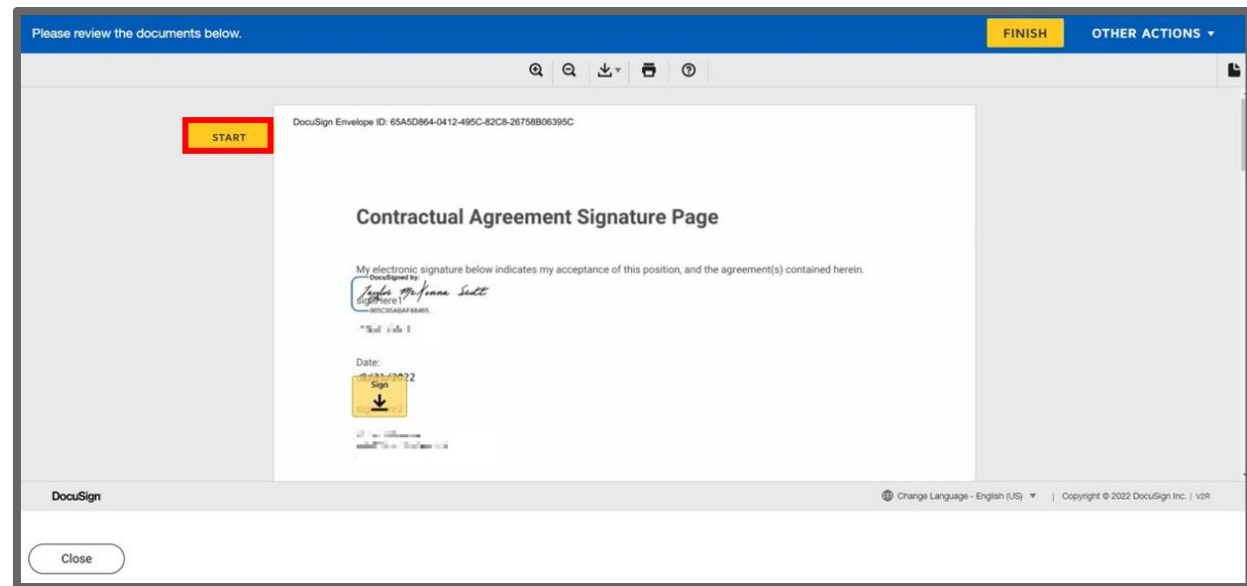 Please review the documents below.
FINISH
OTHER ACTIONS
START
DocuSign Envelope ID: 65A5D864-0412-495C-82C8-26758B06395C
Contractual Agreement Signature Page
My electronic signature below indicates my acceptance of this position, and the agreement(s) contained herein.
DocuSigned by:
Taylor McKenna Scott
signHere1
Date:
2022
Sign
DocuSign
Change Language - English (US) | Copyright © 2022 DocuSign Inc. | V2R
Close